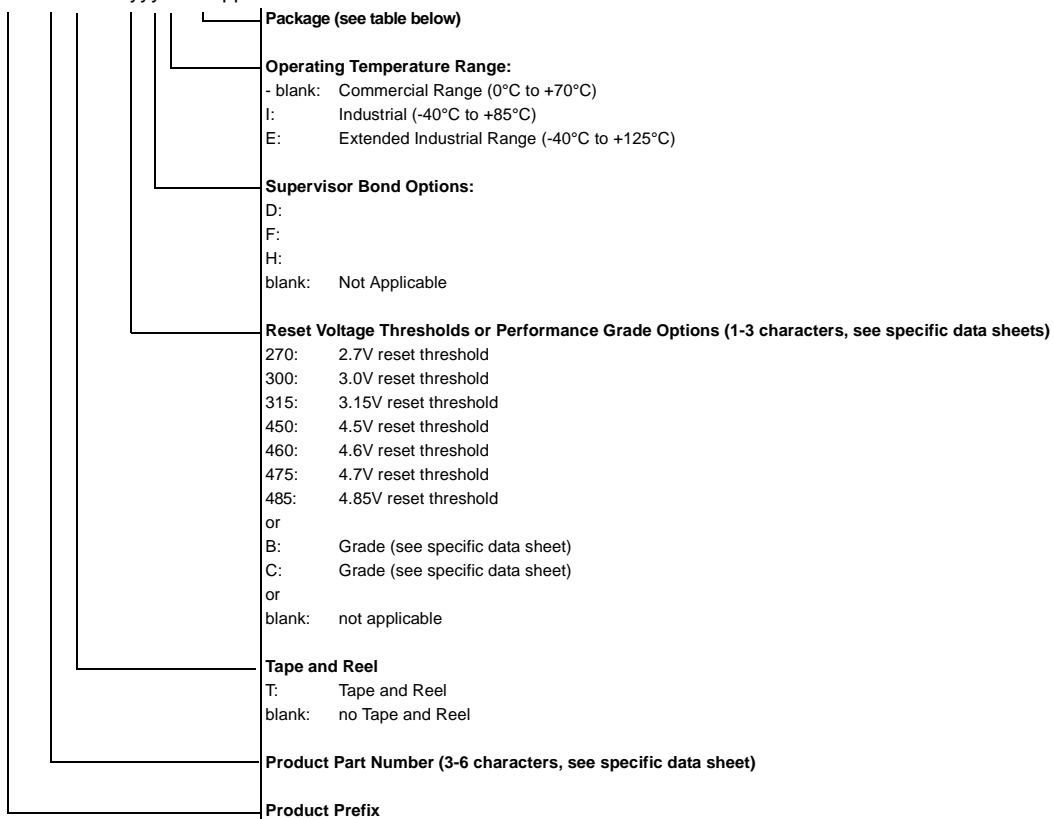 Package (see table below)
Operating Temperature Range:
- blank: Commercial Range (0°C to +70°C)
I: Industrial (-40°C to +85°C)
E: Extended Industrial Range (-40°C to +125°C)
Supervisor Bond Options:
D:
F:
H:
blank: Not Applicable
Reset Voltage Thresholds or Performance Grade Options (1-3 characters, see specific data sheets)
270: 2.7V reset threshold
300: 3.0V reset threshold
315: 3.15V reset threshold
450: 4.5V reset threshold
460: 4.6V reset threshold
475: 4.7V reset threshold
485: 4.85V reset threshold
or
B: Grade (see specific data sheet)
C: Grade (see specific data sheet)
or
blank: not applicable
Tape and Reel
T: Tape and Reel
blank: no Tape and Reel
Product Part Number (3-6 characters, see specific data sheet)
Product Prefix